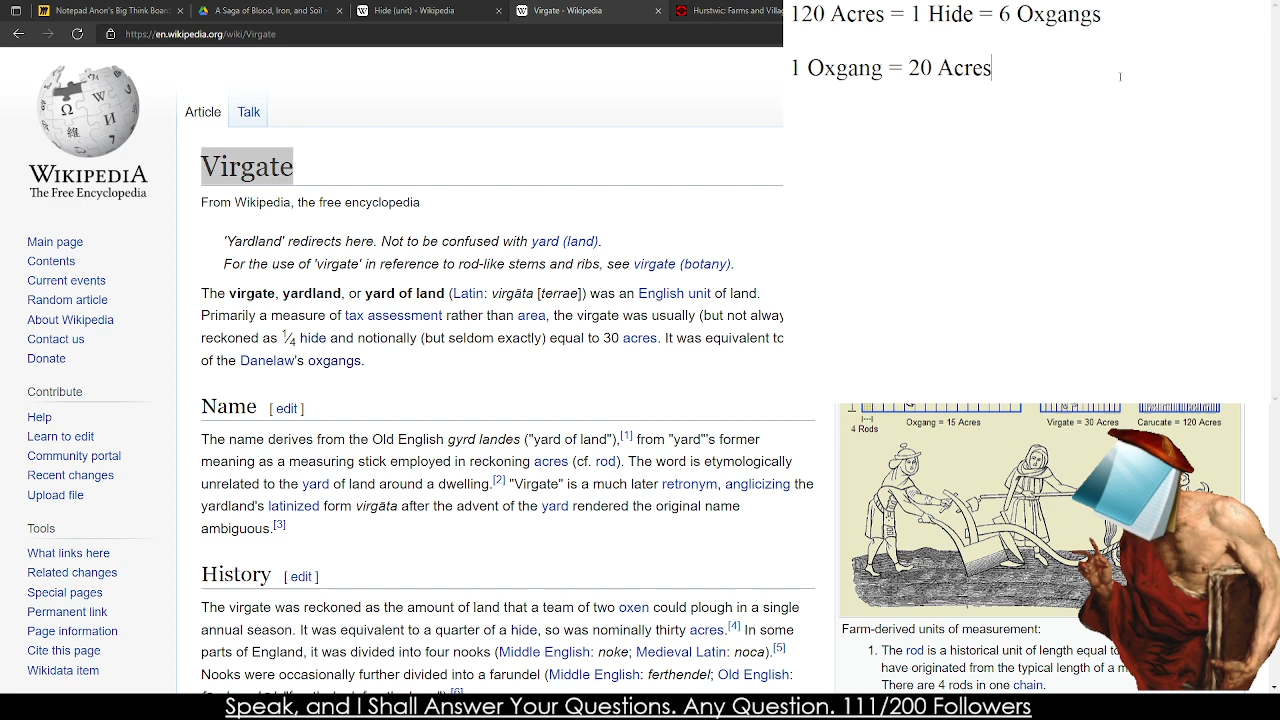 Notepad Anon's Big Think Board
A Saga of Blood, Iron, and Soil -
Hide (unit) - Wikipedia
Virgate - Wikipedia
Hurstwic: Farms and Villag
https://en.wikipedia.org/wiki/Virgate
120 Acres = 1 Hide = 6 Oxgangs
1 Oxgang = 20 Acres
WIKIPEDIA
The Free Encyclopedia
Main page
Contents
Current events
Random article
About Wikipedia
Contact us
Donate
Contribute
Help
Learn to edit
Community portal
Recent changes
Upload file
Tools
What links here
Related changes
Special pages
Permanent link
Page information
Cite this page
Wikidata item
Article Talk
Virgate
From Wikipedia, the free encyclopedia
'Yardland' redirects here. Not to be confused with yard (land).
For the use of 'virgate' in reference to rod-like stems and ribs, see virgate (botany).
The virgate, yardland, or yard of land (Latin: virgāta [terrae]) was an English unit of land.
Primarily a measure of tax assessment rather than area, the virgate was usually (but not alway
reckoned as 1⁄4 hide and notionally (but seldom exactly) equal to 30 acres. It was equivalent to
of the Danelaw's oxgangs.
Name [ edit ]
The name derives from the Old English gyrd landes ("yard of land"),[1] from "yard"'s former
meaning as a measuring stick employed in reckoning acres (cf. rod). The word is etymologically
unrelated to the yard of land around a dwelling.[2] "Virgate" is a much later retronym, anglicizing the
yardland's latinized form virgāta after the advent of the yard rendered the original name
ambiguous.[3]
History [ edit ]
The virgate was reckoned as the amount of land that a team of two oxen could plough in a single
annual season. It was equivalent to a quarter of a hide, so was nominally thirty acres.[4] In some
parts of England, it was divided into four nooks (Middle English: noke; Medieval Latin: noca).[5]
Nooks were occasionally further divided into a farundel (Middle English: ferthendel; Old English:
4 Rods
Oxgang = 15 Acres
Virgate = 30 Acres
Carucate = 120 Acres
Farm-derived units of measurement:
1. The rod is a historical unit of length equal to
have originated from the typical length of a m
There are 4 rods in one chain.
Speak, and I Shall Answer Your Questions. Any Question. 111/200 Followers